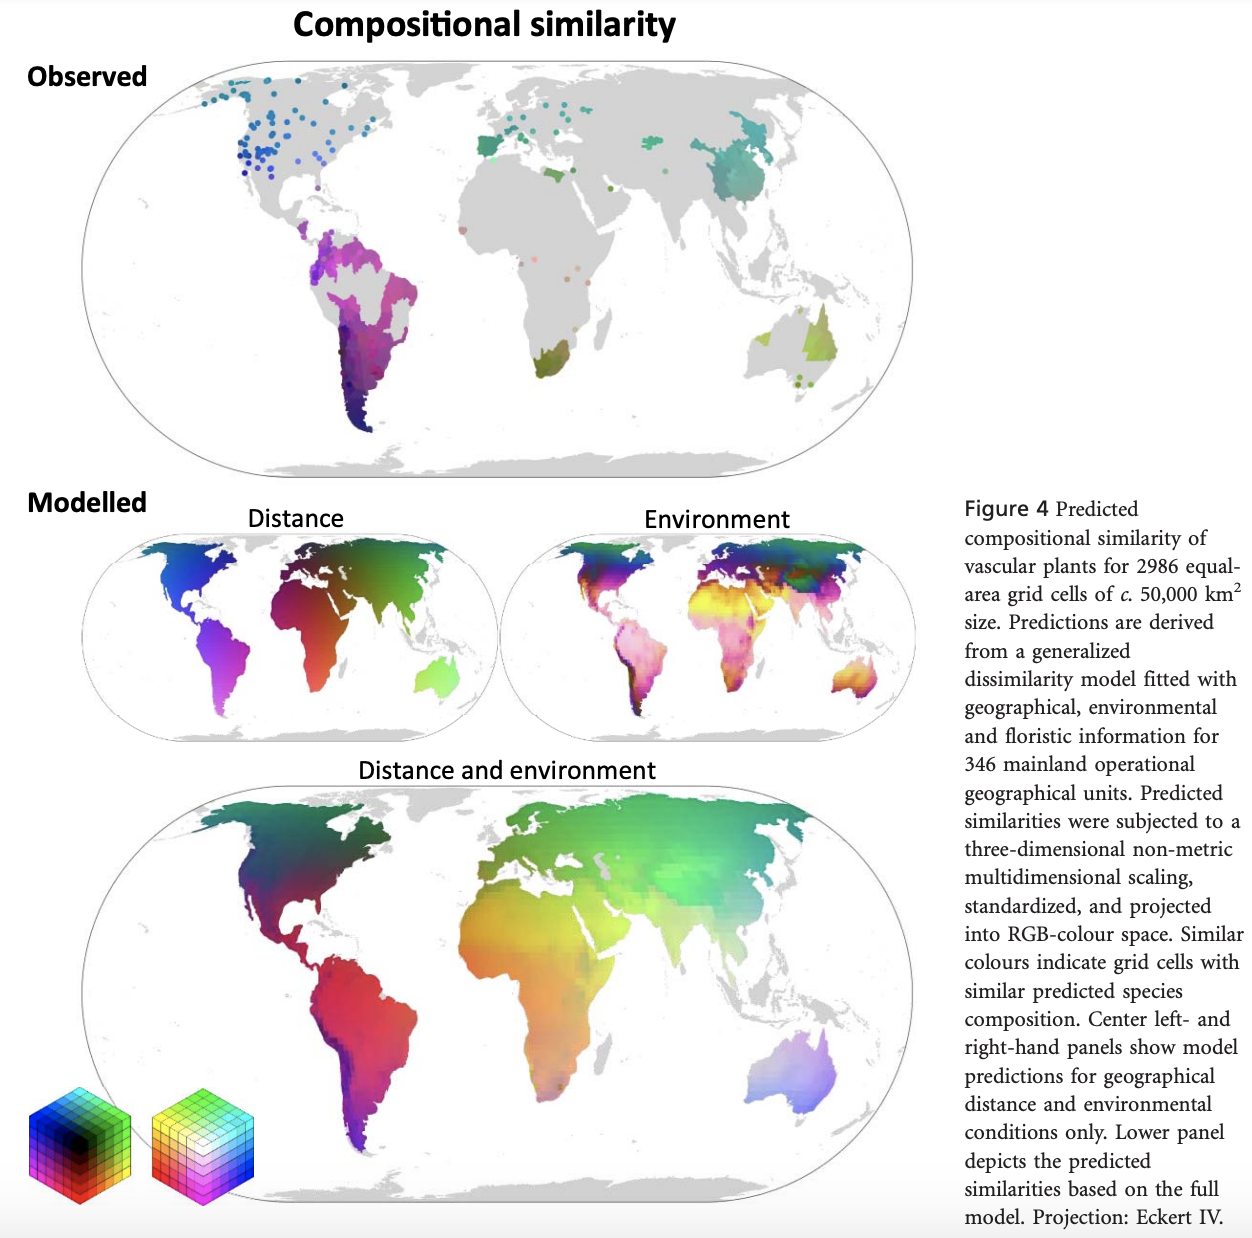 Compositional similarity
Observed
Modelled
Distance
Environment
Distance and environment
Figure 4 Predicted
compositional similarity of
vascular plants for 2986 equal-
area grid cells of c. 50,000 km²
size. Predictions are derived
from a generalized
dissimilarity model fitted with
geographical, environmental
and floristic information for
346 mainland operational
geographical units. Predicted
similarities were subjected to a
three-dimensional non-metric
multidimensional scaling,
standardized, and projected
into RGB-colour space. Similar
colours indicate grid cells with
similar predicted species
composition. Center left- and
right-hand panels show model
predictions for geographical
distance and environmental
conditions only. Lower panel
depicts the predicted
similarities based on the full
model. Projection: Eckert IV.